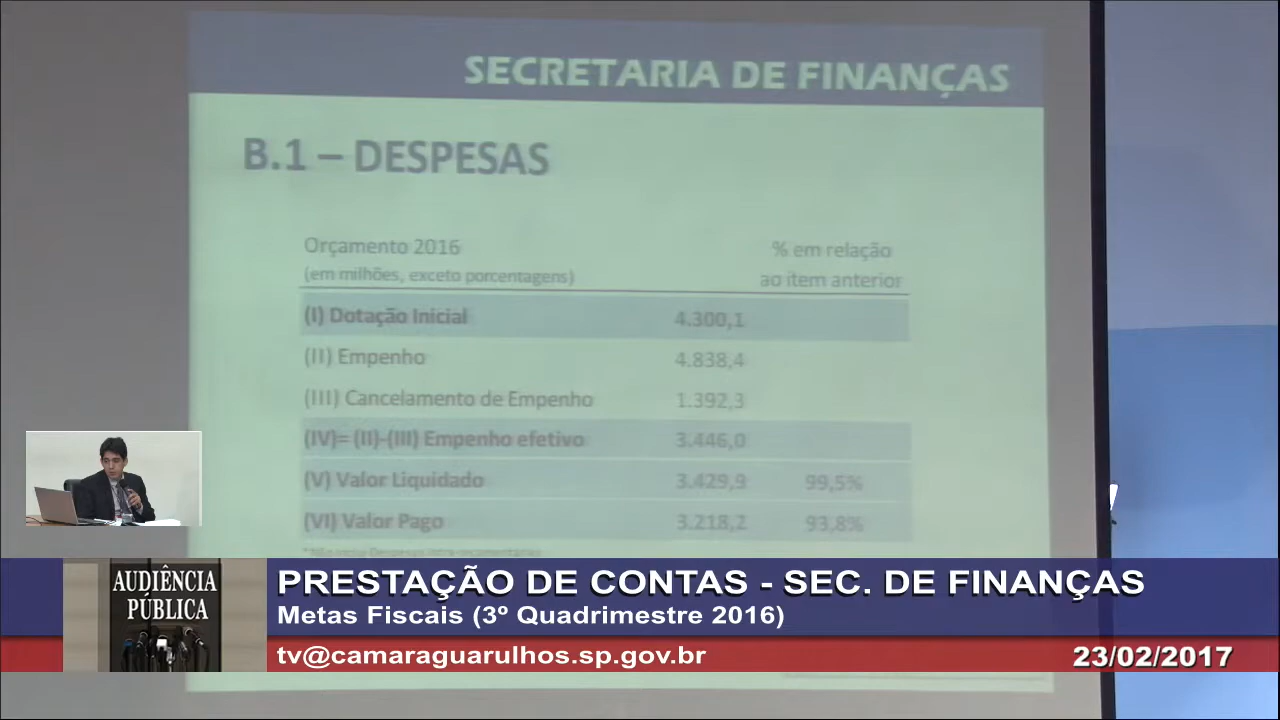 SECRETARIA DE FINANÇAS
B.1 – DESPESAS
Orçamento 2016 % em relação
(em milhões, exceto porcentagens) ao item anterior
(I) Dotação Inicial 4.300,1
(II) Empenho 4.838,4
(III) Cancelamento de Empenho 1.392,3
(IV)= (II)-(III) Empenho efetivo 3.446,0
(V) Valor Liquidado 3.429,9 99,5%
(VI) Valor Pago 3.218,2 93,8%
AUDIÊNCIA
PÚBLICA
PRESTAÇÃO DE CONTAS - SEC. DE FINANÇAS
Metas Fiscais (3º Quadrimestre 2016)
tv@camaraguarulhos.sp.gov.br 23/02/2017